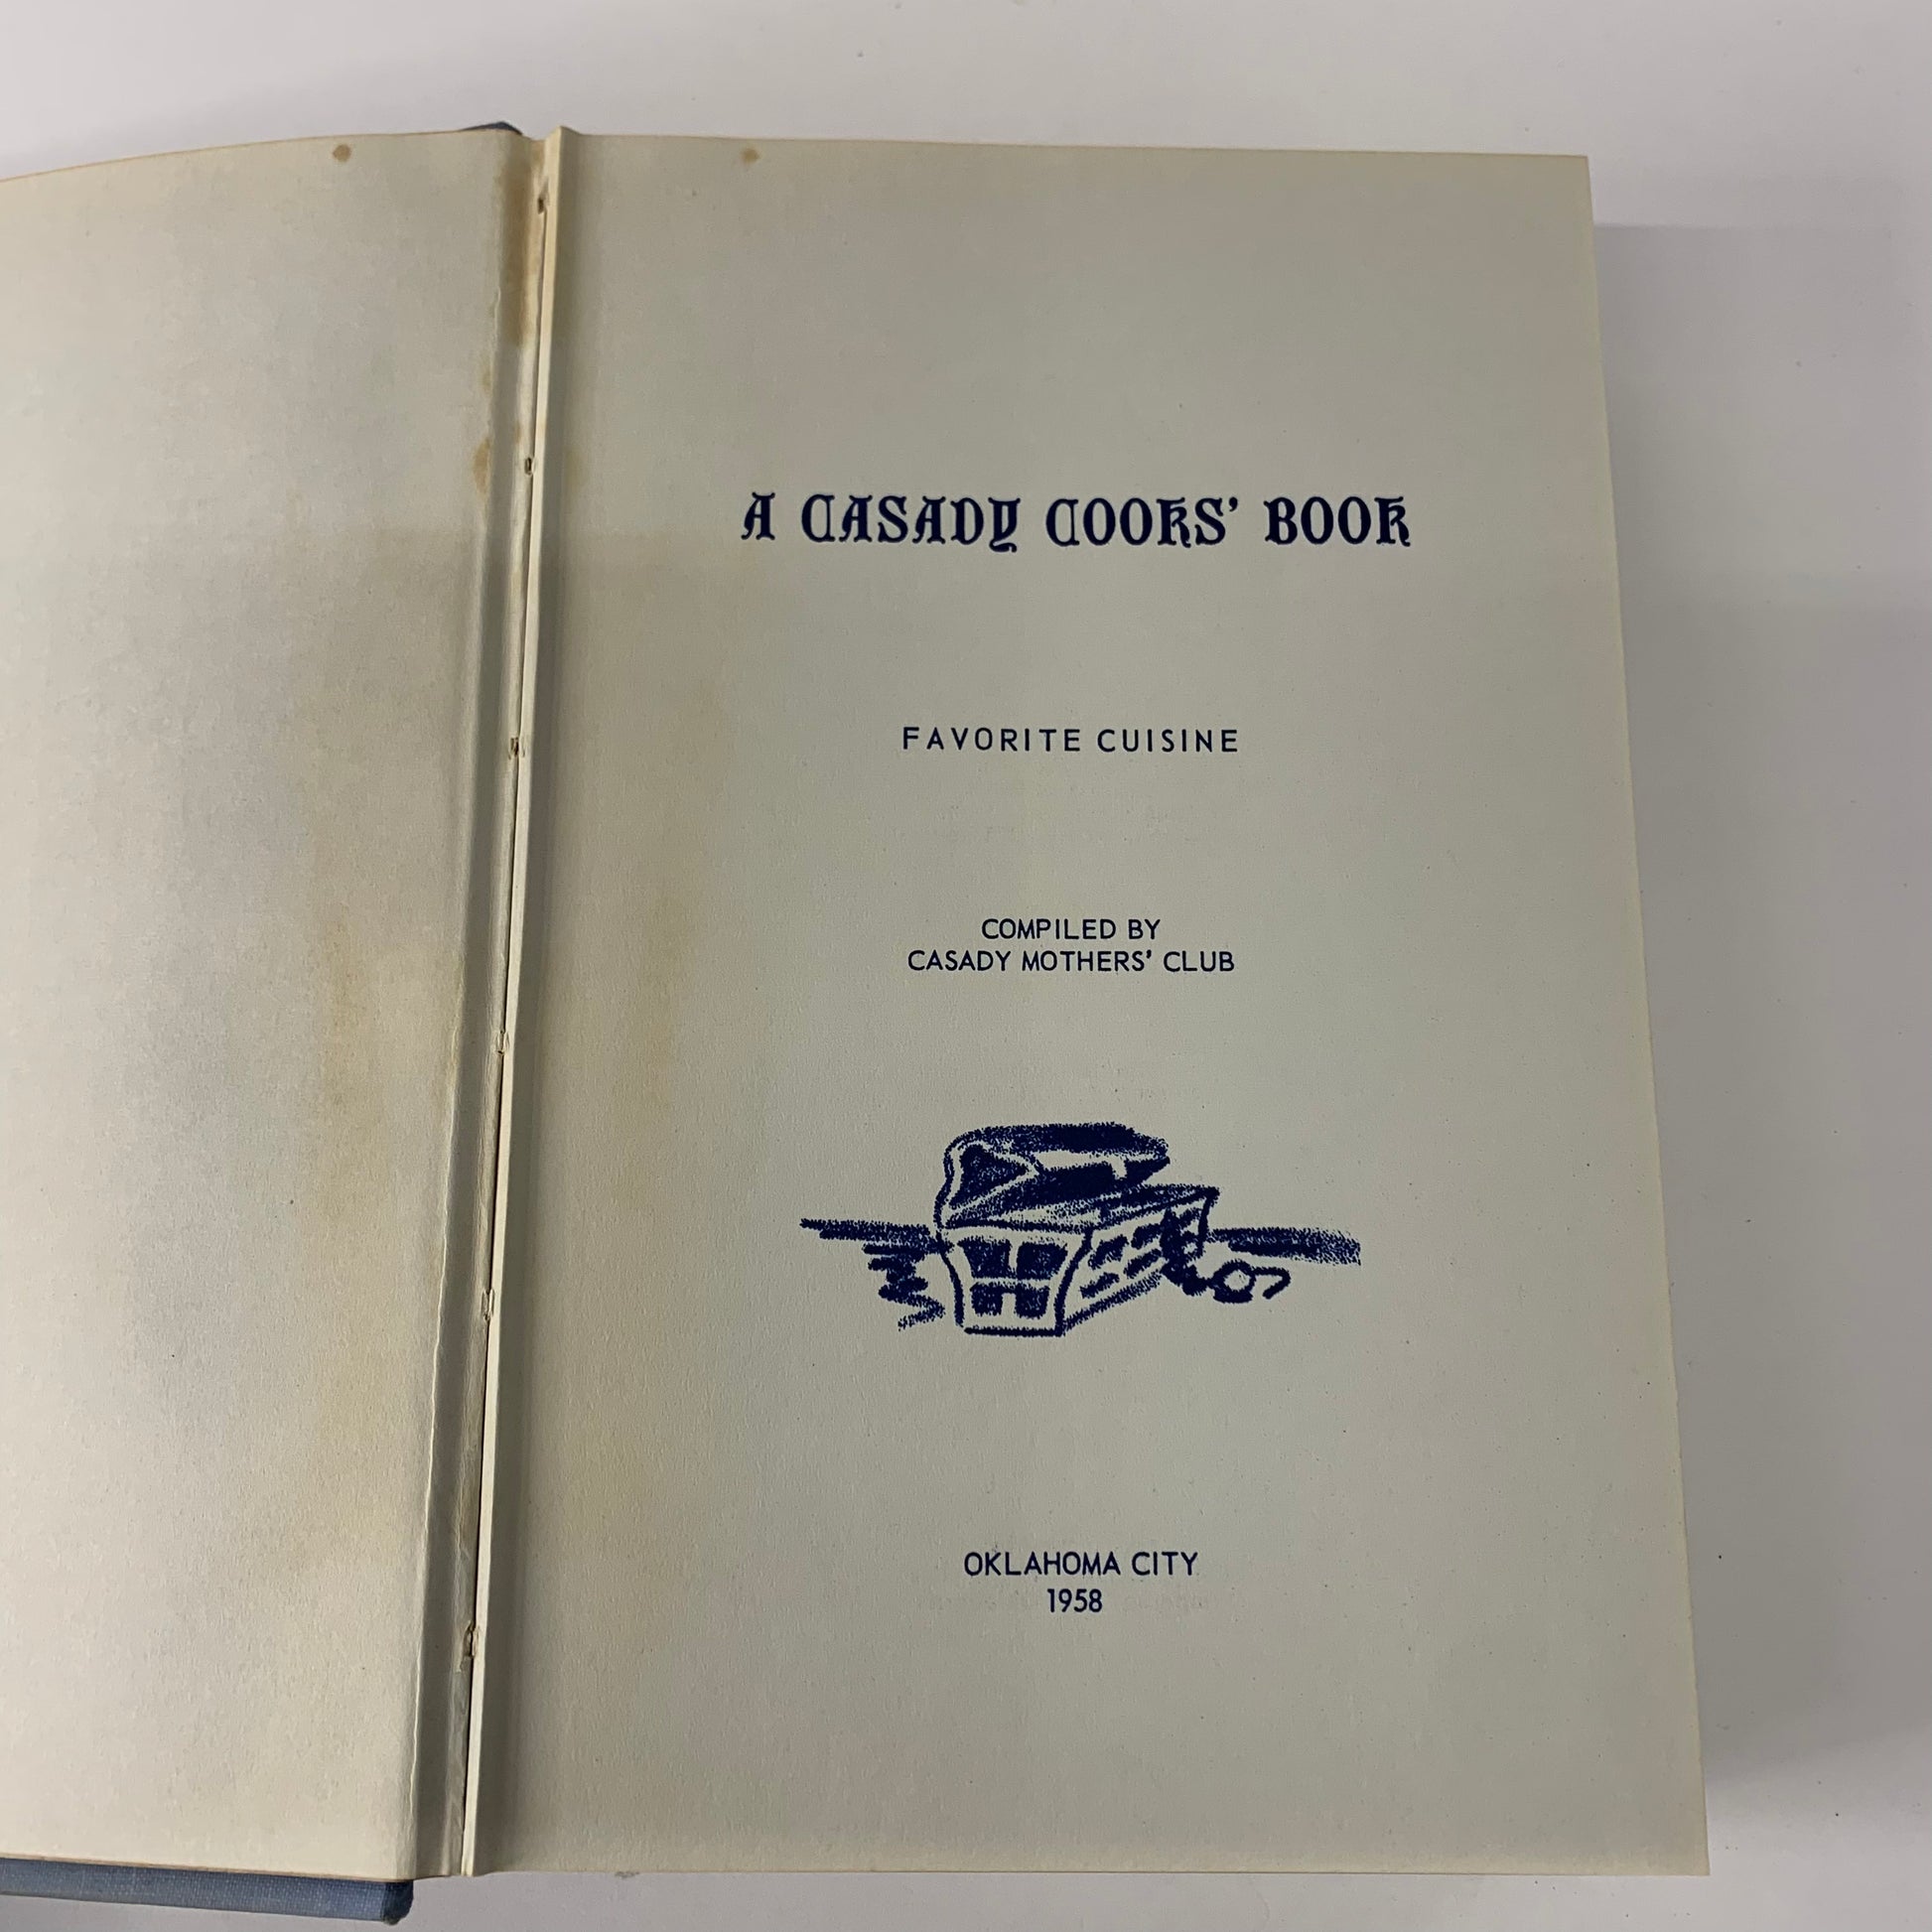 A CASADY COOKS' BOOK
FAVORITE CUISINE
COMPILED BY
CASADY MOTHERS' CLUB
OKLAHOMA CITY
1958